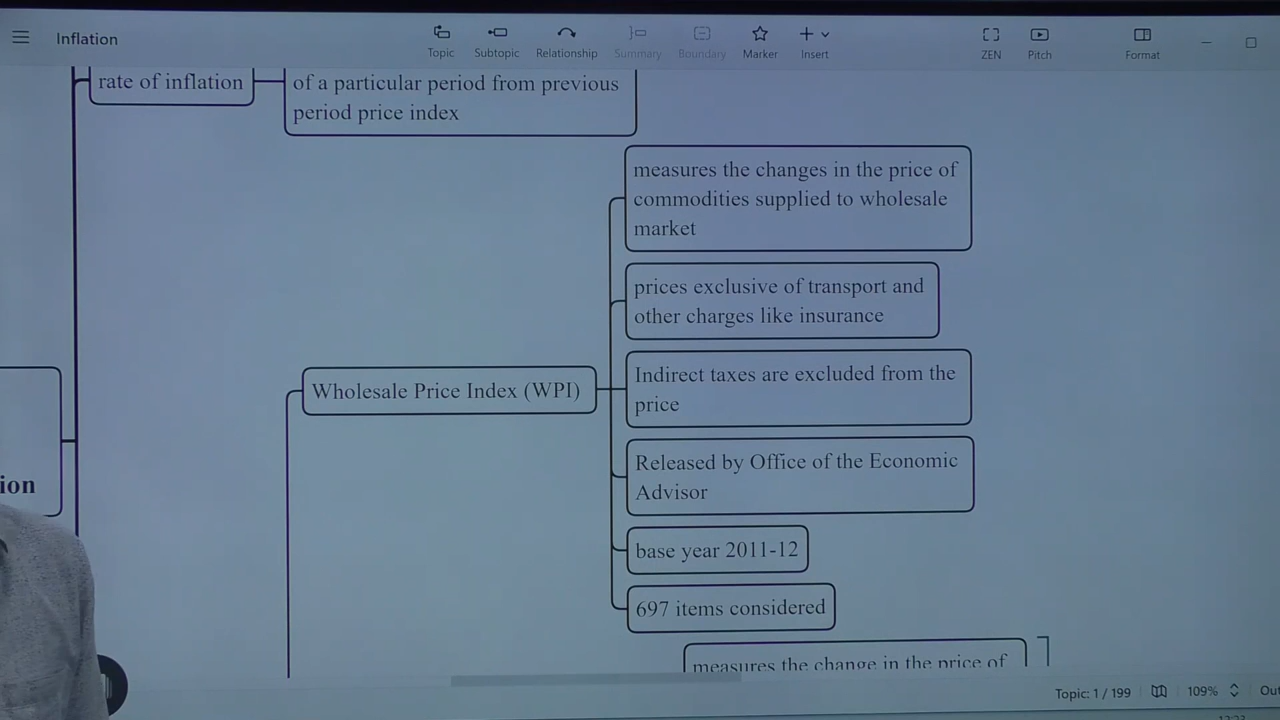 Inflation
Topic
Subtopic
Relationship
Summary
Boundary
Marker
Insert
ZEN
Pitch
Format
rate of inflation
of a particular period from previous
period price index
measures the changes in the price of
commodities supplied to wholesale
market
prices exclusive of transport and
other charges like insurance
Wholesale Price Index (WPI)
Indirect taxes are excluded from the
price
Released by Office of the Economic
Advisor
ion
base year 2011-12
697 items considered
measures the change in the price of
Topic: 1 / 199
109%
Out